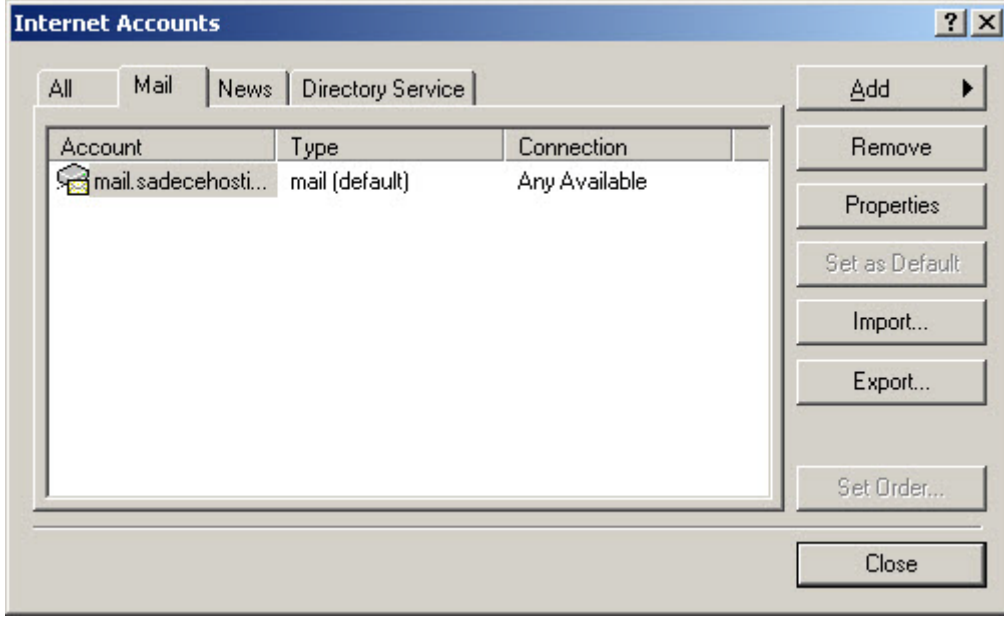 Internet Accounts
All Mail News Directory Service
Add
Account Type Connection
Remove
mail.sadecehosti... mail (default) Any Available
Properties
Set as Default
Import...
Export...
Set Order...
Close